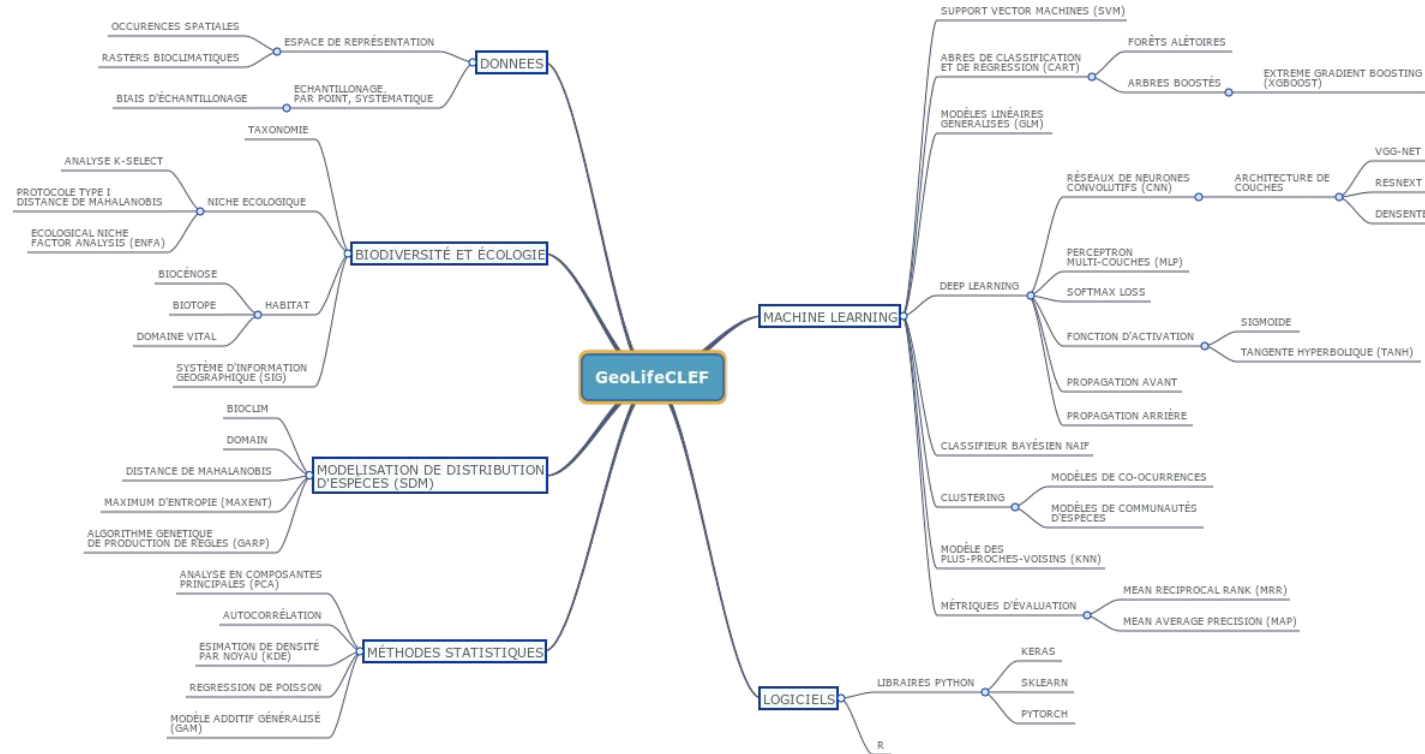 OCCURENCES SPATIALES
RASTERS BIOCLIMATIQUES
ESPACE DE REPRÉSENTATION
BIAIS D'ÉCHANTILLONAGE
ECHANTILLONAGE,
PAR POINT, SYSTÉMATIQUE
DONNEES
TAXONOMIE
ANALYSE K-SELECT
PROTOCOLE TYPE I
DISTANCE DE MAHALANOBIS
ECOLOGICAL NICHE
FACTOR ANALYSIS (ENFA)
NICHE ECOLOGIQUE
BIOCÉNOSE
BIOTOPE
DOMAINE VITAL
HABITAT
SYSTÈME D'INFORMATION
GÉOGRAPHIQUE (SIG)
BIODIVERSITÉ ET ÉCOLOGIE
BIOCLIM
DOMAIN
DISTANCE DE MAHALANOBIS
MAXIMUM D'ENTROPIE (MAXENT)
ALGORITHME GENETIQUE
DE PRODUCTION DE RÈGLES (GARP)
MODELISATION DE DISTRIBUTION
D'ESPÈCES (SDM)
ANALYSE EN COMPOSANTES
PRINCIPALES (PCA)
AUTOCORRÉLATION
ESIMATION DE DENSITÉ
PAR NOYAU (KDE)
REGRESSION DE POISSON
MODÈLE ADDITIF GÉNÉRALISÉ
(GAM)
MÉTHODES STATISTIQUES
GeoLifeCLEF
MACHINE LEARNING
SUPPORT VECTOR MACHINES (SVM)
ABRES DE CLASSIFICATION
ET DE RÉGRESSION (CART)
FORÊTS ALÉTOIRES
ARBRES BOOSTÉS
EXTREME GRADIENT BOOSTING
(XGBOOST)
MODÈLES LINÉAIRES
GÉNÉRALISÉS (GLM)
DEEP LEARNING
RÉSEAUX DE NEURONES
CONVOLUTIFS (CNN)
ARCHITECTURE DE
COUCHES
VGG-NET
RESNEXT
DENSENTE
PERCEPTRON
MULTI-COUCHES (MLP)
SOFTMAX LOSS
FONCTION D'ACTIVATION
SIGMOIDE
TANGENTE HYPERBOLIQUE (TANH)
PROPAGATION AVANT
PROPAGATION ARRIÈRE
CLASSIFIEUR BAYÉSIEN NAIF
CLUSTERING
MODÈLES DE CO-OCURRENCES
MODÈLES DE COMMUNAUTÉS
D'ESPECES
MODÈLE DES
PLUS-PROCHES-VOISINS (KNN)
MÉTRIQUES D'ÉVALUATION
MEAN RECIPROCAL RANK (MRR)
MEAN AVERAGE PRECISION (MAP)
LOGICIELS
LIBRAIRES PYTHON
KERAS
SKLEARN
PYTORCH
R